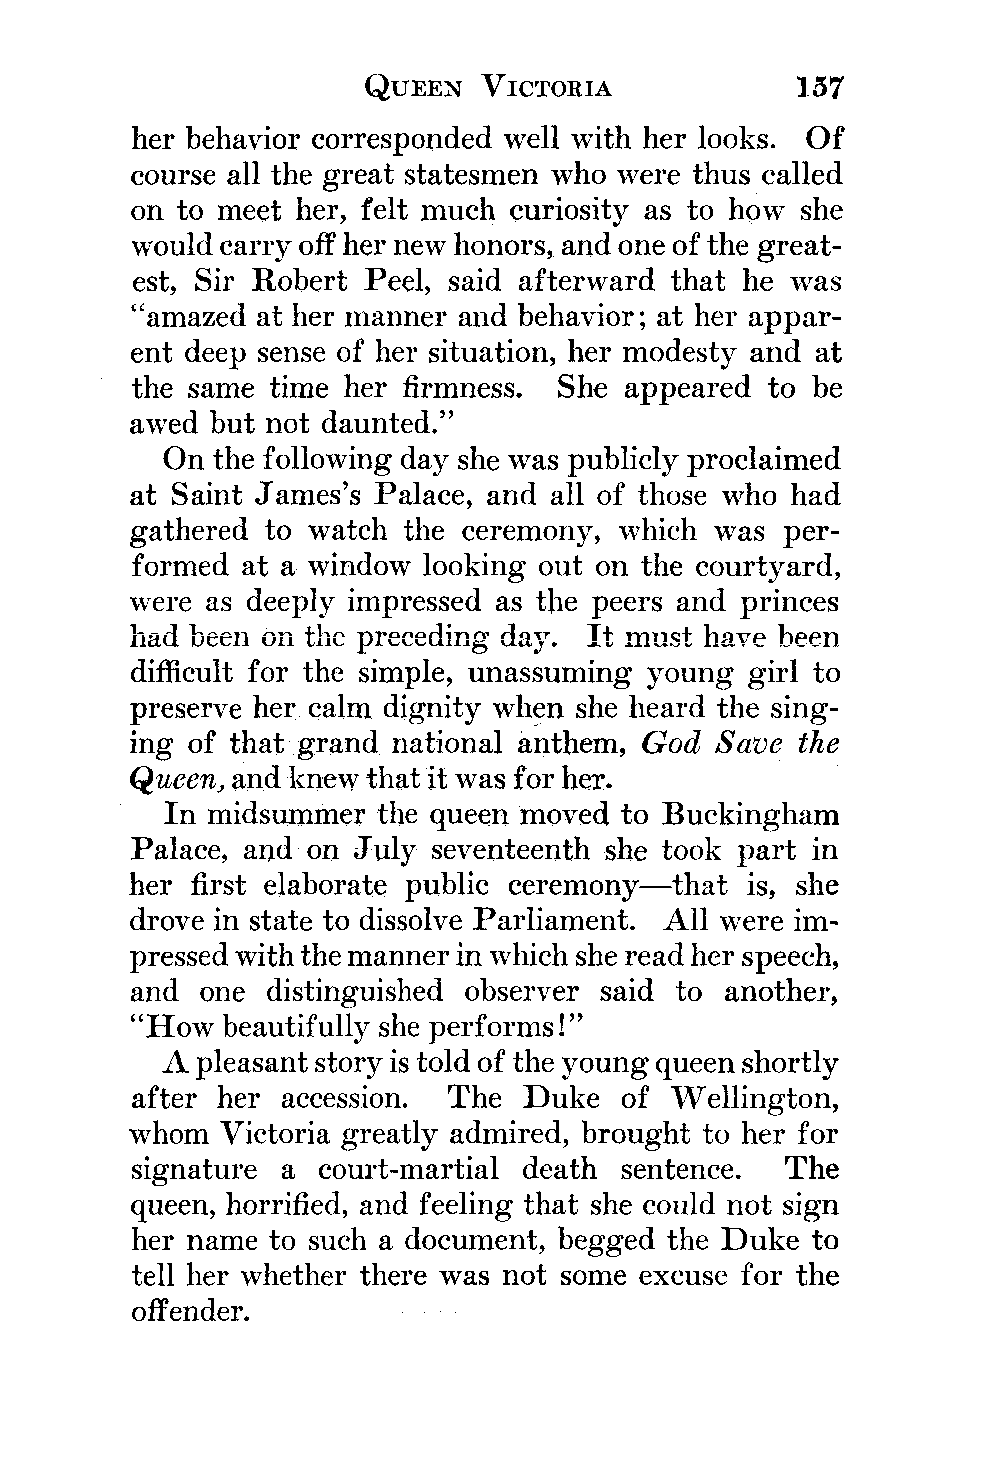 QUEEN VICTORIA 157
her behavior corresponded well with her looks. Of
course all the great statesmen who were thus called
on to meet her, felt much curiosity as to how she
would carry off her new honors, and one of the great-
est, Sir Robert Peel, said afterward that he was
“amazed at her manner and behavior; at her appar-
ent deep sense of her situation, her modesty and at
the same time her firmness. She appeared to be
awed but not daunted.”
On the following day she was publicly proclaimed
at Saint James’s Palace, and all of those who had
gathered to watch the ceremony, which was per-
formed at a window looking out on the courtyard,
were as deeply impressed as the peers and princes
had been on the preceding day. It must have been
difficult for the simple, unassuming young girl to
preserve her calm dignity when she heard the sing-
ing of that grand national anthem, God Save the
Queen, and knew that it was for her.
In midsummer the queen moved to Buckingham
Palace, and on July seventeenth she took part in
her first elaborate public ceremony—that is, she
drove in state to dissolve Parliament. All were im-
pressed with the manner in which she read her speech,
and one distinguished observer said to another,
“How beautifully she performs!”
A pleasant story is told of the young queen shortly
after her accession. The Duke of Wellington,
whom Victoria greatly admired, brought to her for
signature a court-martial death sentence. The
queen, horrified, and feeling that she could not sign
her name to such a document, begged the Duke to
tell her whether there was not some excuse for the
offender.